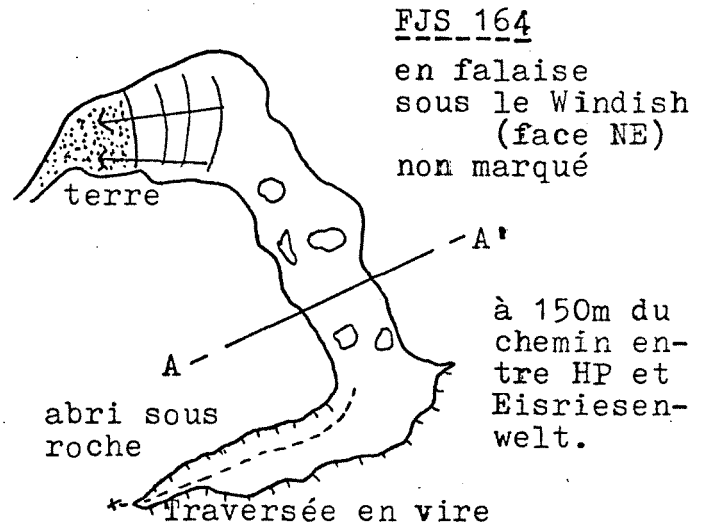 FJS 164
en falaise
sous le Windish
(face NE)
non marqué
terre
A'
A
à 150m du
chemin en-
tre HP et
Eisriesen-
welt.
abri sous
roche
Traversée en vire